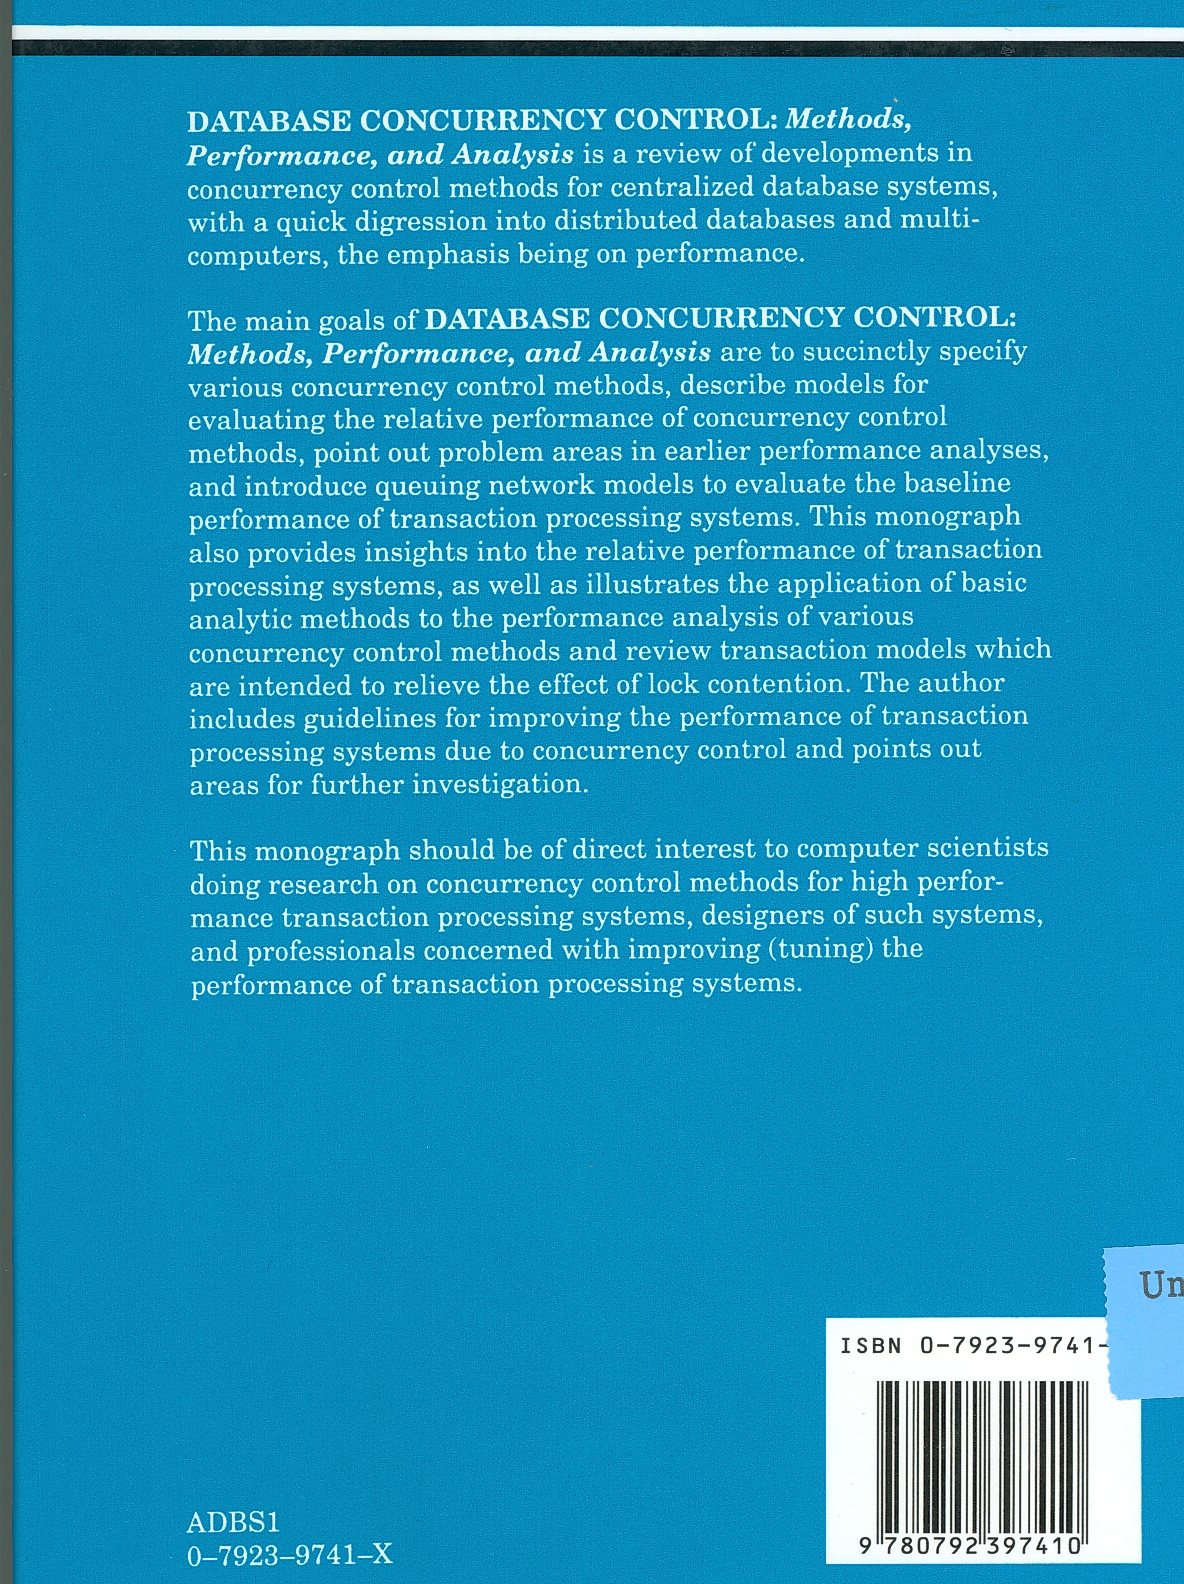 DATABASE CONCURRENCY CONTROL: Methods,
Performance, and Analysis is a review of developments in
concurrency control methods for centralized database systems,
with a quick digression into distributed databases and multi-
computers, the emphasis being on performance.
The main goals of DATABASE CONCURRENCY CONTROL:
Methods, Performance, and Analysis are to succinctly specify
various concurrency control methods, describe models for
evaluating the relative performance of concurrency control
methods, point out problem areas in earlier performance analyses,
and introduce queuing network models to evaluate the baseline
performance of transaction processing systems. This monograph
also provides insights into the relative performance of transaction
processing systems, as well as illustrates the application of basic
analytic methods to the performance analysis of various
concurrency control methods and review transaction models which
are intended to relieve the effect of lock contention. The author
includes guidelines for improving the performance of transaction
processing systems due to concurrency control and points out
areas for further investigation.
This monograph should be of direct interest to computer scientists
doing research on concurrency control methods for high perfor-
mance transaction processing systems, designers of such systems,
and professionals concerned with improving (tuning) the
performance of transaction processing systems.
Un
ISBN 0-7923-9741-
9 780792 397410
ADBS1
0-7923-9741-X